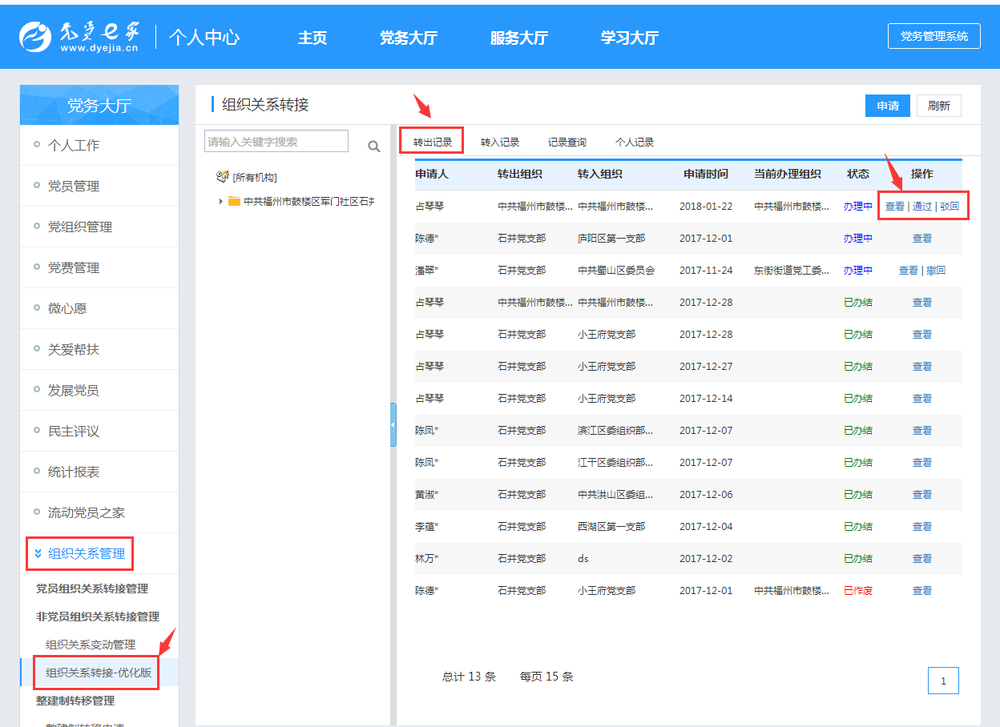 党员e家
www.dyejia.cn
个人中心
主页
党务大厅
服务大厅
学习大厅
党务管理系统
党务大厅
个人工作
党员管理
党组织管理
党费管理
微心愿
关爱帮扶
发展党员
民主评议
统计报表
流动党员之家
组织关系管理
党员组织关系转接管理
非党员组织关系转接管理
组织关系变动管理
组织关系转接-优化版
整建制转移管理
整建制转移申请
组织关系转接
申请
刷新
请输入关键字搜索
[所有机构]
中共福州市鼓楼区军门社区石井
转出记录 转入记录 记录查询 个人记录
申请人 转出组织 转入组织 申请时间 当前办理组织 状态 操作
占琴琴 中共福州市鼓楼... 中共福州市鼓楼... 2018-01-22 中共福州市鼓楼... 办理中 查看 | 通过 | 驳回
陈德* 石井党支部 庐阳区第一支部 2017-12-01 办理中 查看
潘翠* 石井党支部 中共蜀山区委员会 2017-11-24 东街街道党工委... 办理中 查看 | 撤回
占琴琴 中共福州市鼓楼... 中共福州市鼓楼... 2017-12-28 已办结 查看
占琴琴 石井党支部 小王府党支部 2017-12-28 已办结 查看
占琴琴 石井党支部 小王府党支部 2017-12-27 已办结 查看
占琴琴 石井党支部 小王府党支部 2017-12-14 已办结 查看
陈凤* 石井党支部 滨江区委组织部... 2017-12-07 已办结 查看
陈凤* 石井党支部 江干区委组织部... 2017-12-07 已办结 查看
黄淑* 石井党支部 中共洪山区委组... 2017-12-06 已办结 查看
李蕴* 石井党支部 西湖区第一支部 2017-12-04 已办结 查看
林万* 石井党支部 ds 2017-12-02 已办结 查看
陈德* 石井党支部 小王府党支部 2017-12-01 中共福州市鼓楼... 已作废 查看
总计 13 条 每页 15 条
1